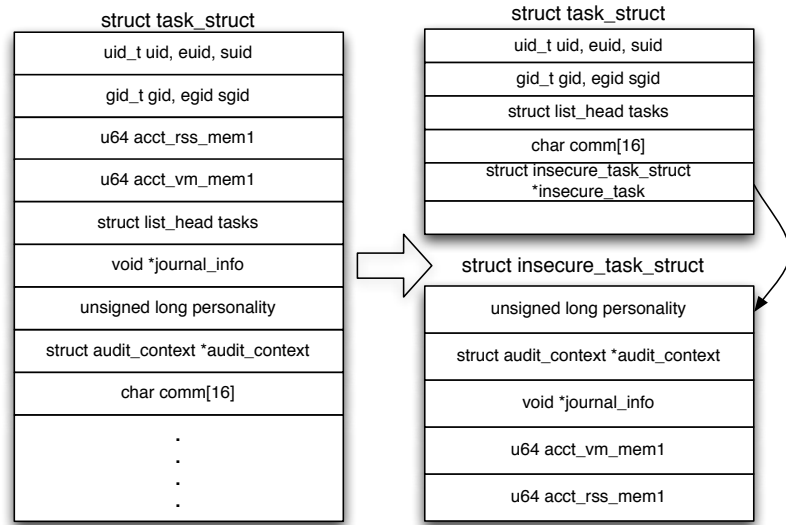 struct task_struct
uid_t uid, euid, suid
gid_t gid, egid sgid
u64 acct_rss_mem1
u64 acct_vm_mem1
struct list_head tasks
void *journal_info
unsigned long personality
struct audit_context *audit_context
char comm[16]
.
.
.
.
struct task_struct
uid_t uid, euid, suid
gid_t gid, egid sgid
struct list_head tasks
char comm[16]
struct insecure_task_struct
*insecure_task
struct insecure_task_struct
unsigned long personality
struct audit_context *audit_context
void *journal_info
u64 acct_vm_mem1
u64 acct_rss_mem1